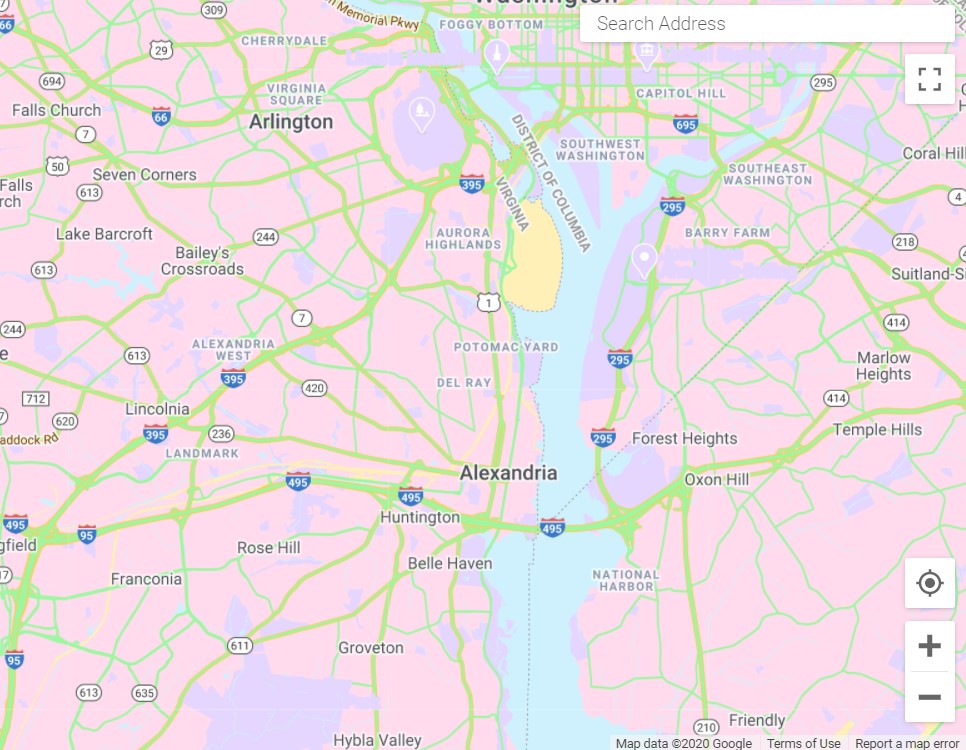 Washington
Search Address
309
n Memorial Pkwy
FOGGY BOTTOM
66
CHERRYDALE
29
694
295
VIRGINIA
SQUARE
CAPITOL HILL
Falls Church
66
Arlington
695
7
DISTRICT OF COLUMBIA
SOUTHWEST
WASHINGTON
Coral Hill
50
Seven Corners
SOUTHEAST
WASHINGTON
Falls
rch
613
395
VIRGINIA
295
4
Lake Barcroft
244
AURORA
HIGHLANDS
BARRY FARM
218
Bailey's
Crossroads
613
Suitland-S
1
7
414
244
ALEXANDRIA
WEST
613
POTOMAC YARD
295
Marlow
Heights
395
420
DEL RAY
712
Lincolnia
414
7
620
395
236
295
Forest Heights
Temple Hills
addock Rd
LANDMARK
Alexandria
495
495
Oxon Hill
Huntington
495
95
495
gfield
Rose Hill
Belle Haven
17
Franconia
NATIONAL
HARBOR
611
Groveton
95
613
635
210
Friendly
Hybla Valley
Map data ©2020 Google
Terms of Use
Report a map error